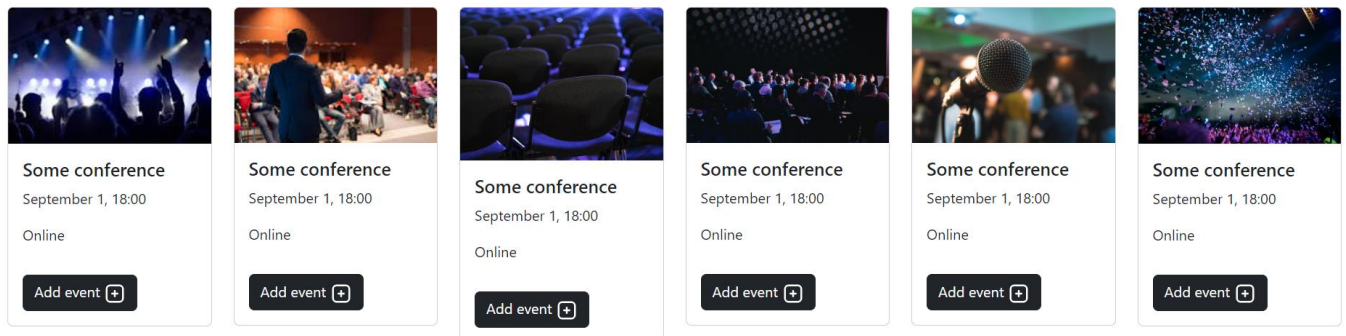 Some conference
September 1, 18:00
Online
Add event
Some conference
September 1, 18:00
Online
Add event
Some conference
September 1, 18:00
Online
Add event
Some conference
September 1, 18:00
Online
Add event
Some conference
September 1, 18:00
Online
Add event
Some conference
September 1, 18:00
Online
Add event